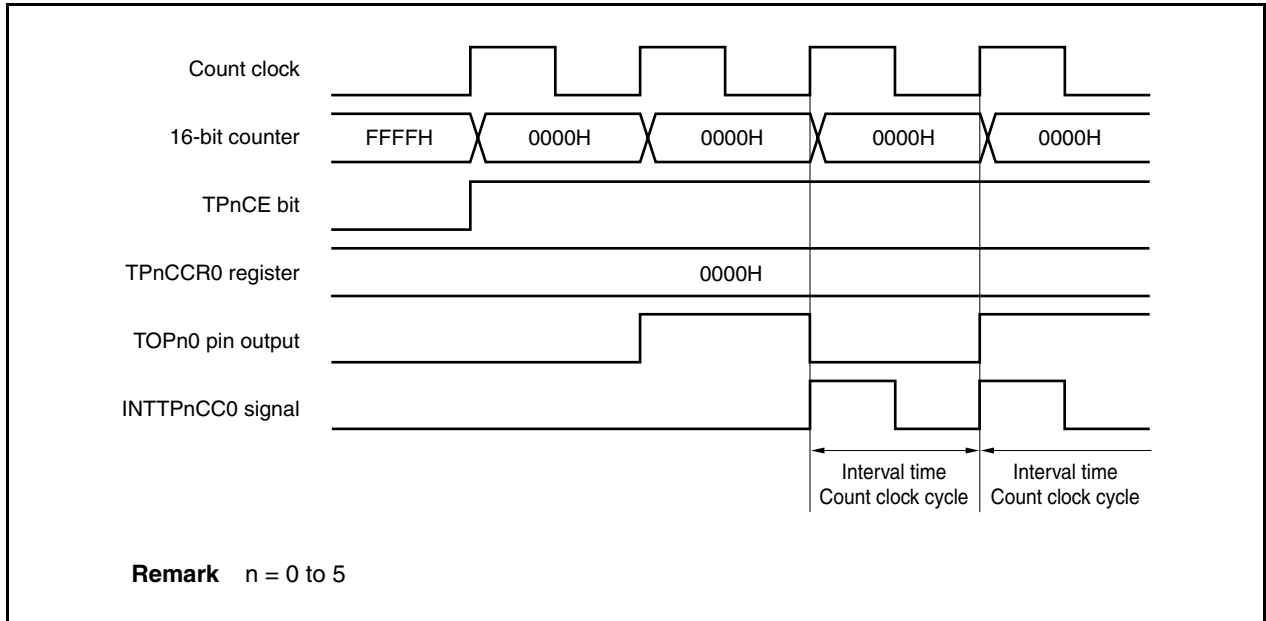 Count clock
16-bit counter FFFFH 0000H 0000H 0000H 0000H
TPnCE bit
TPnCCR0 register 0000H
TOPn0 pin output
INTTPnCC0 signal
Interval time Interval time
Count clock cycle Count clock cycle
Remark n = 0 to 5